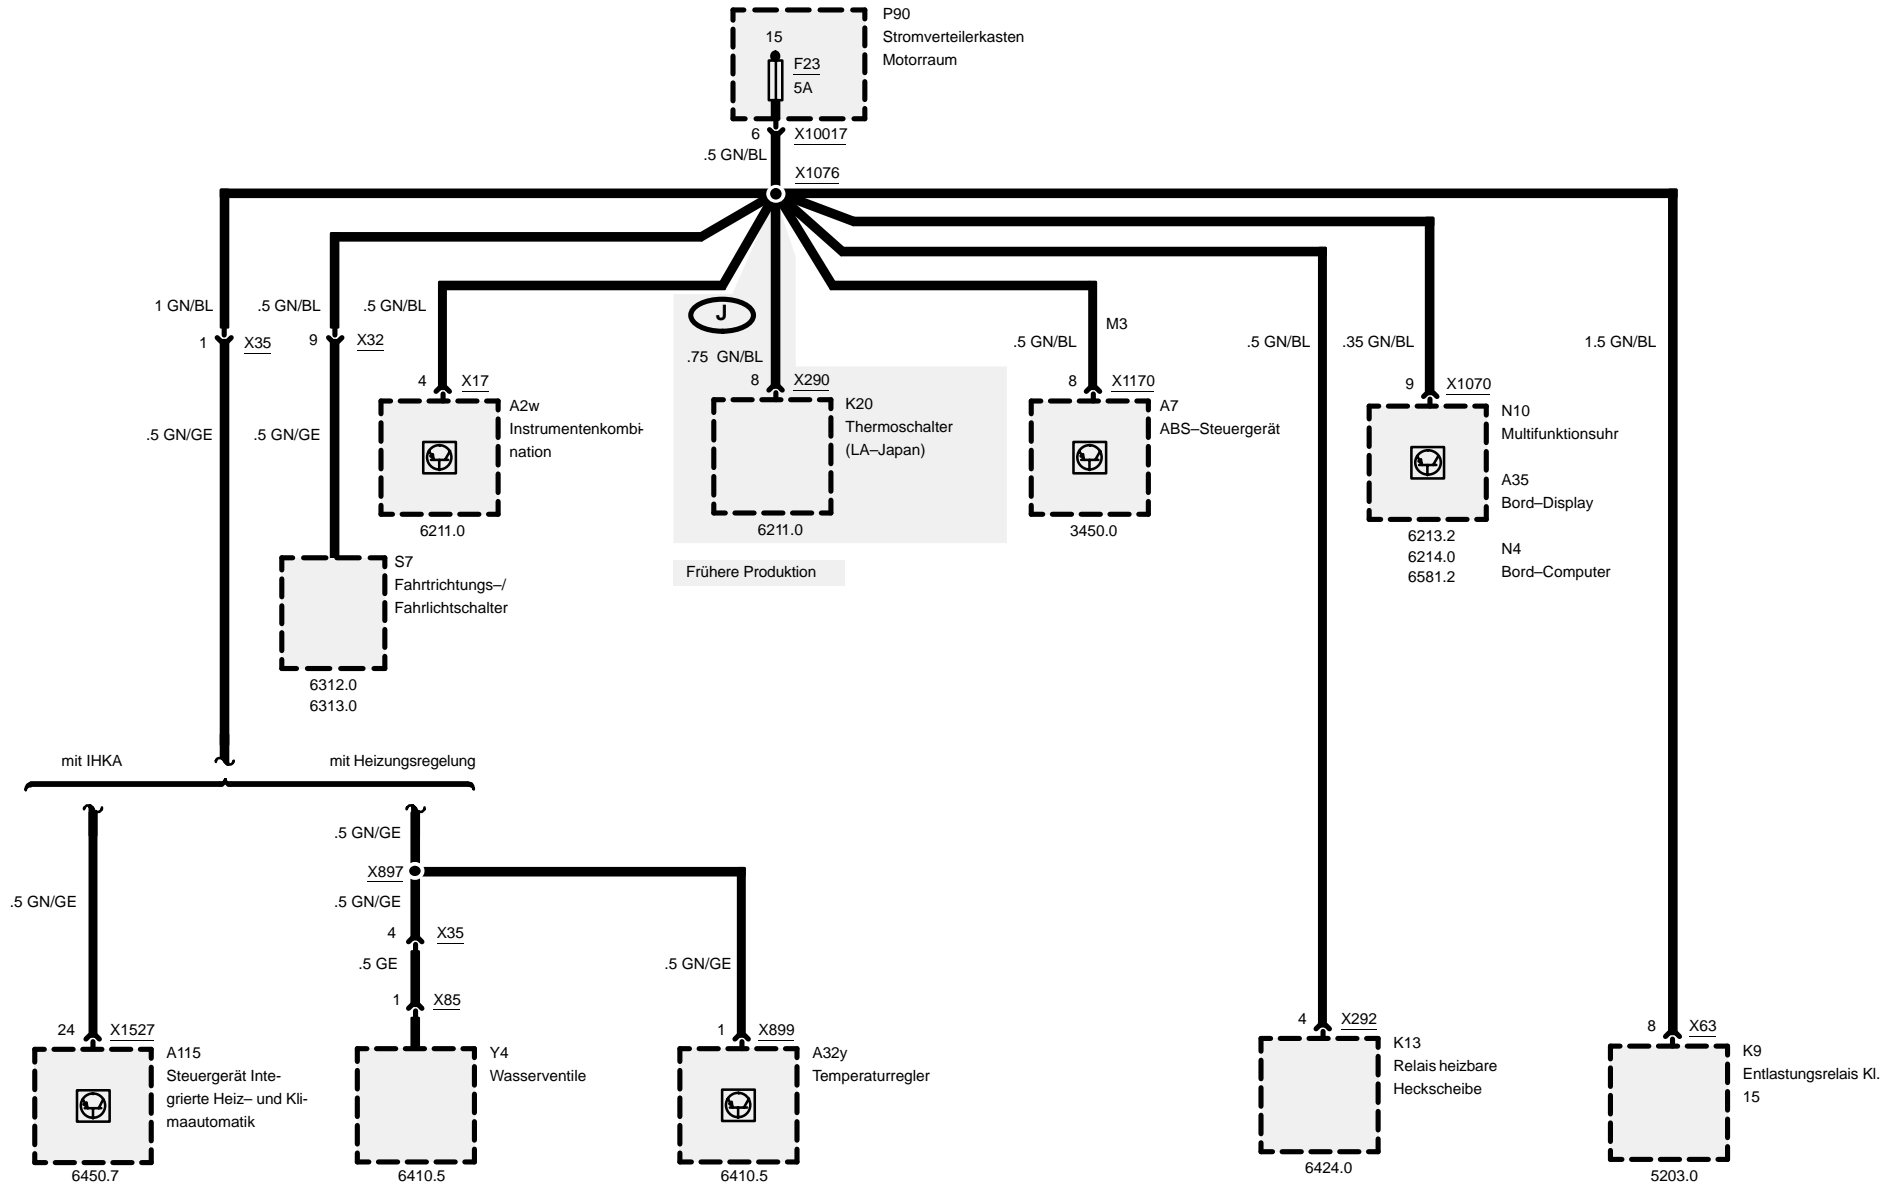 P90
Stromverteilerkasten
Motorraum
15
F23
5A
6
X10017
.5 GN/BL
X1076
1 GN/BL
.5 GN/BL
.5 GN/BL
1
X35
9
X32
J
.75 GN/BL
M3
.5 GN/BL
.5 GN/BL
.35 GN/BL
1.5 GN/BL
4
X17
8
X290
8
X1170
9
X1070
A2w
Instrumentenkombi-
nation
6211.0
K20
Thermoschalter
(LA–Japan)
6211.0
Frühere Produktion
A7
ABS–Steuergerät
3450.0
N10
Multifunktionsuhr
A35
Bord–Display
N4
Bord–Computer
6213.2
6214.0
6581.2
.5 GN/GE
.5 GN/GE
S7
Fahrtrichtungs–/
Fahrlichtschalter
6312.0
6313.0
mit IHKA
mit Heizungsregelung
.5 GN/GE
X897
.5 GN/GE
.5 GN/GE
4
X35
.5 GE
.5 GN/GE
1
X85
24
X1527
1
X899
4
X292
8
X63
A115
Steuergerät Inte-
grierte Heiz– und Kli-
maautomatik
6450.7
Y4
Wasserventile
6410.5
A32y
Temperaturregler
6410.5
K13
Relais heizbare
Heckscheibe
6424.0
K9
Entlastungsrelais Kl.
15
5203.0